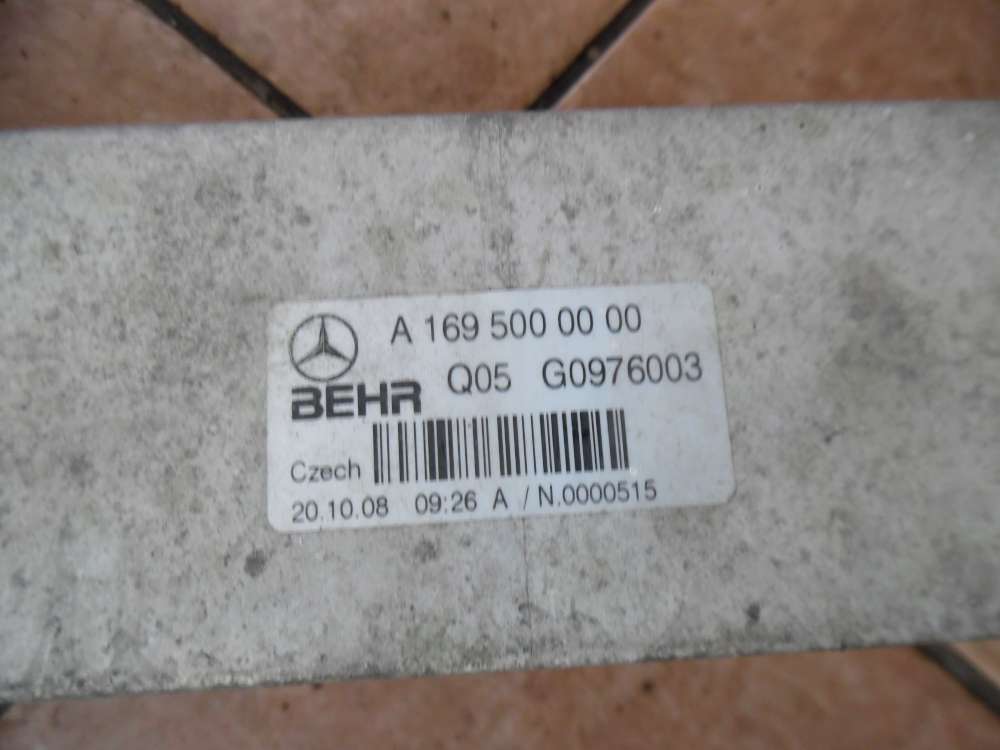 A 169 500 00 00
BEHR Q05 G0976003
Czech
20.10.08 09:26 A / N.0000515